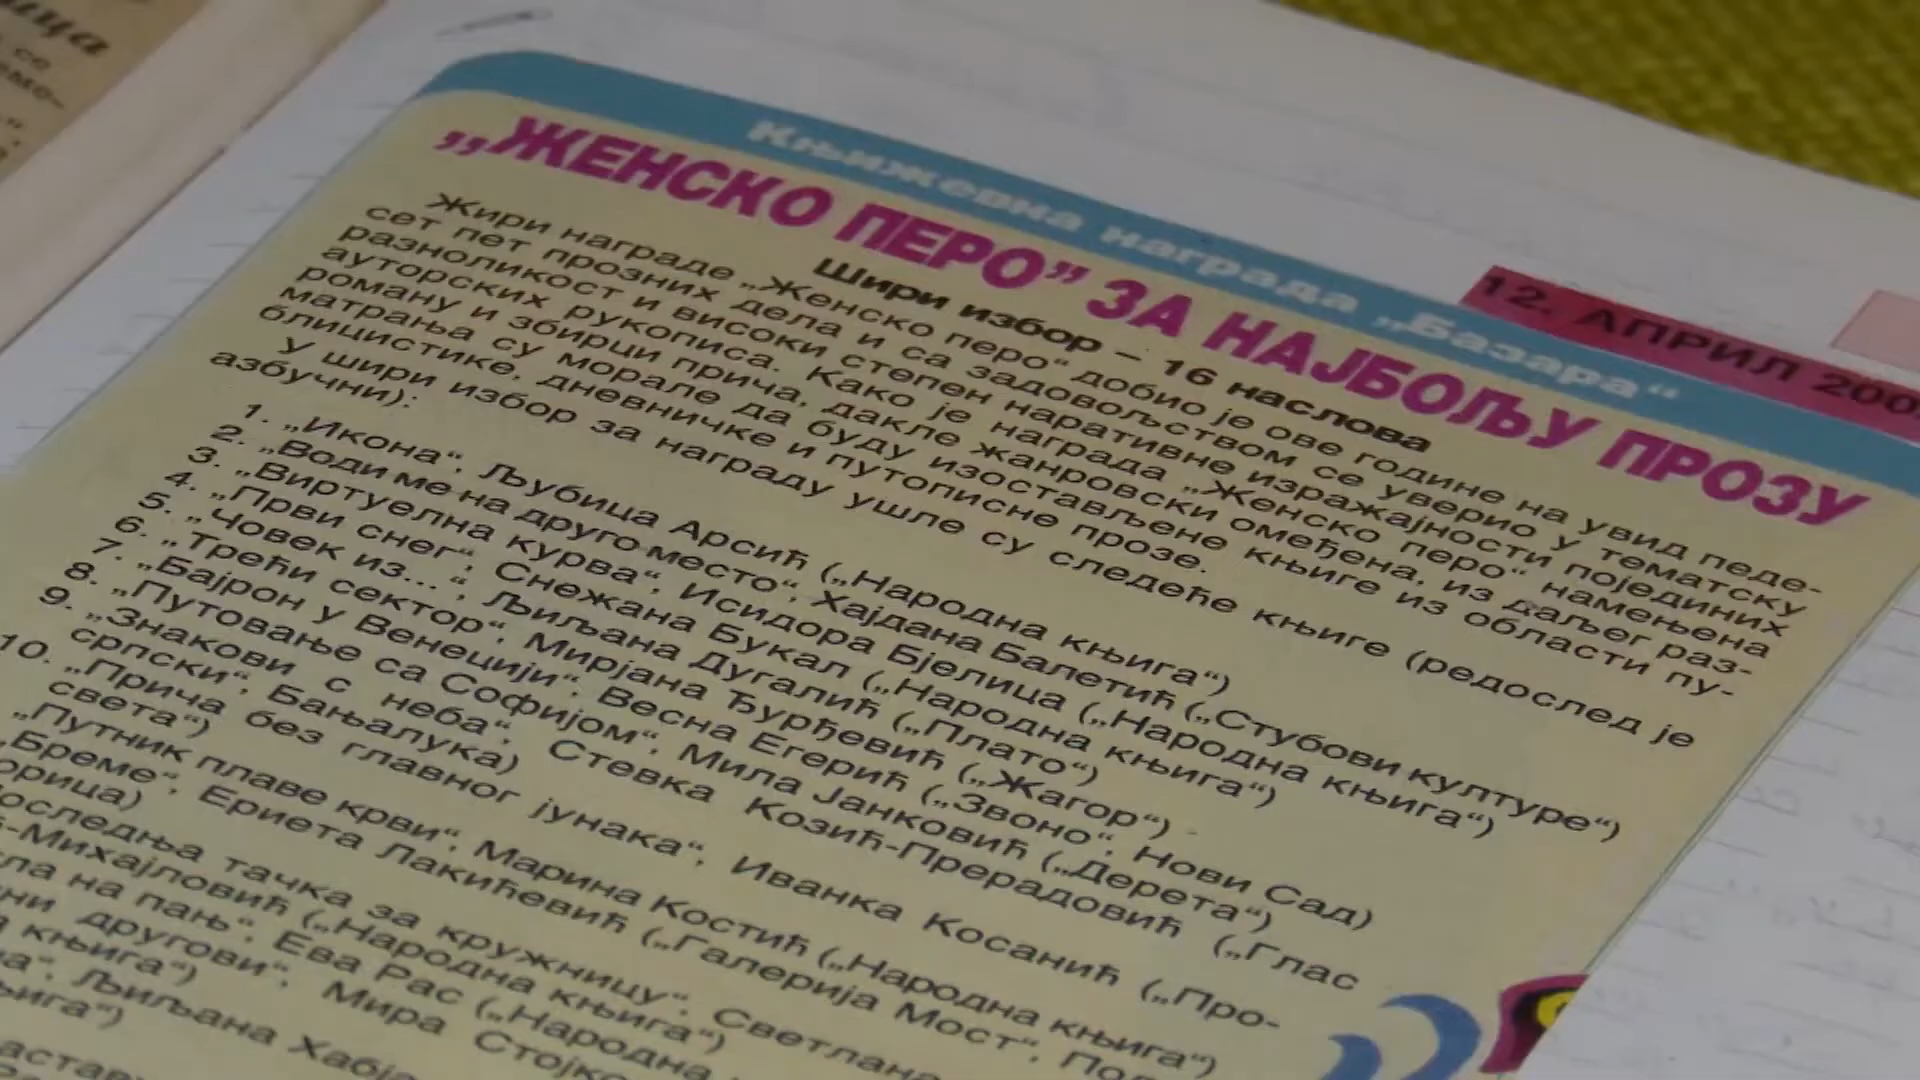 Књижевна награда „Базара“
„ЖЕНСКО ПЕРО” ЗА НАЈБОЉУ ПРОЗУ
12. АПРИЛ
Шири избор – 16 наслова
Жири награде „Женско перо“ добио је ове године на увид педе-
сет пет прозних дела и са задовољством се уверио у тематску
разноликост и високи степен наративне изражајности појединих
ауторских рукописа. Како је награда „Женско перо“ намењена
роману и збирци прича, дакле жанровски омеђена, из даљег раз-
матрања су морале да буду изостављене књиге из области пу-
блицистике, дневничке и путописне прозе.
У шири избор за награду ушле су следеће књиге (редослед је
азбучни):
1. „Икона“, Љубица Арсић („Народна књига“)
2. „Води ме на друго место“, Хајдана Балетић („Стубови културе“)
3. „Виртуелна курва“, Исидора Бјелица („Народна књига“)
4. „Први снег“, Снежана Букал („Народна књига“)
5. „Човек из...“, Љиљана Дугалић („Плато“)
6. „Трећи сектор“, Мирјана Ђурђевић („Жагор“)
7. „Бајрон у Венецији“, Весна Егерић („Звоно“, Нови Сад)
8. „Путовање са Софијом“, Мила Јанковић („Дерета“)
9. „Знакови с неба“, Стевка Козић-Прерадовић („Глас
српски“, Бањалука)
10. „Прича без главног јунака“, Иванка Косанић („Про-
света“)
„Путник плаве крви“, Марина Костић („Народна књига“)
„Бреме“, Ериета Лакићевић („Галерија Мост“,
последња тачка за кружницу“, Светлана
-Михајловић („Народна књига“)
на пањ“, Ева Рас („Народна
другови“, Мира
књига“)
Љиљана